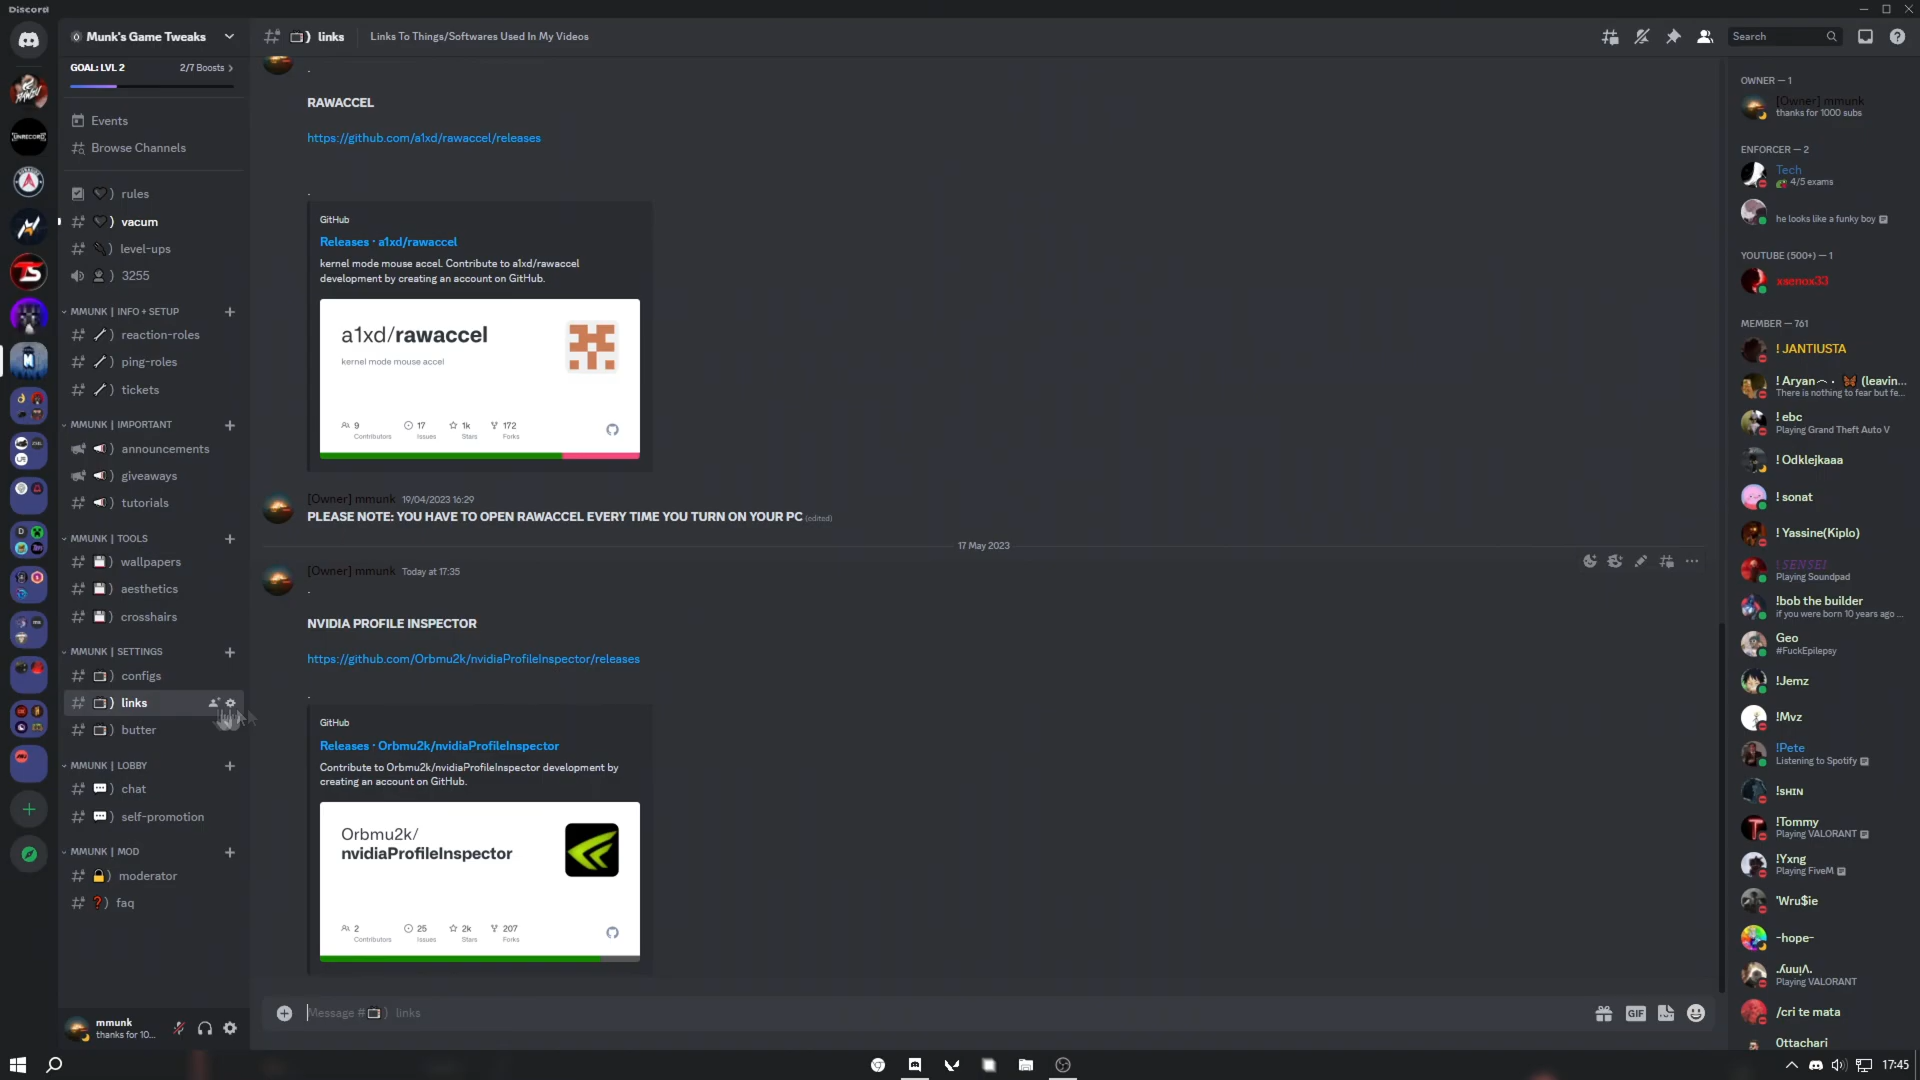 Discord
Munk's Game Tweaks
GOAL: LVL 2
2/7 Boosts
Events
Browse Channels
rules
vacum
level-ups
3255
MMUNK | INFO + SETUP
reaction-roles
ping-roles
tickets
MMUNK | IMPORTANT
announcements
giveaways
tutorials
MMUNK | TOOLS
wallpapers
aesthetics
crosshairs
MMUNK | SETTINGS
configs
links
butter
MMUNK | LOBBY
chat
self-promotion
MMUNK | MOD
moderator
faq
mmunk
thanks for 10...
links
Links To Things/Softwares Used In My Videos
Search
.
RAWACCEL
https://github.com/a1xd/rawaccel/releases
.
GitHub
Releases · a1xd/rawaccel
kernel mode mouse accel. Contribute to a1xd/rawaccel
development by creating an account on GitHub.
a1xd/rawaccel
kernel mode mouse accel
9 17 1k 172
Contributors Issues Stars Forks
[Owner] mmunk 19/04/2023 16:29
PLEASE NOTE: YOU HAVE TO OPEN RAWACCEL EVERY TIME YOU TURN ON YOUR PC (edited)
17 May 2023
[Owner] mmunk Today at 17:35
.
NVIDIA PROFILE INSPECTOR
https://github.com/Orbmu2k/nvidiaProfileInspector/releases
.
GitHub
Releases · Orbmu2k/nvidiaProfileInspector
Contribute to Orbmu2k/nvidiaProfileInspector development by
creating an account on GitHub.
Orbmu2k/
nvidiaProfileInspector
2 25 2k 207
Contributors Issues Stars Forks
Message # links
GIF
OWNER — 1
[Owner] mmunk
thanks for 1000 subs
ENFORCER — 2
Tech
4/5 exams
he looks like a funky boy
YOUTUBE (500+) — 1
xsenox33
MEMBER — 761
! JANTIUSTA
! Aryan (leavin...
There is nothing to fear but fe...
! ebc
Playing Grand Theft Auto V
! Odklejkaaa
! sonat
! Yassine(Kiplo)
! SENSEI
Playing Soundpad
!bob the builder
if you were born 10 years ago ...
Geo
#FuckEpilepsy
!Jemz
!Mvz
!Pete
Listening to Spotify
!sʜɪɴ
!Tommy
Playing VALORANT
!Yxng
Playing FiveM
'Wru$ie
-hope-
Playing VALORANT
/cri te mata
0ttachari
17:45